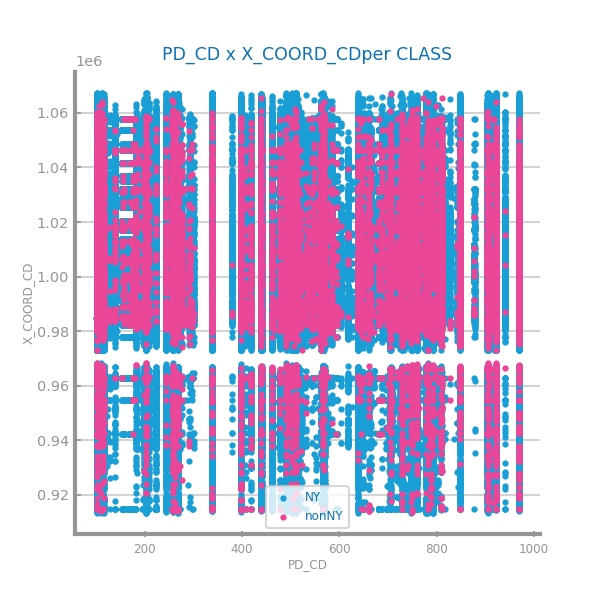 PD_CD x X_COORD_CDper CLASS
1e6
1.06
1.04
1.02
1.00
0.98
0.96
0.94
0.92
X_COORD_CD
NY
nonNY
200
400
600
800
1000
PD_CD